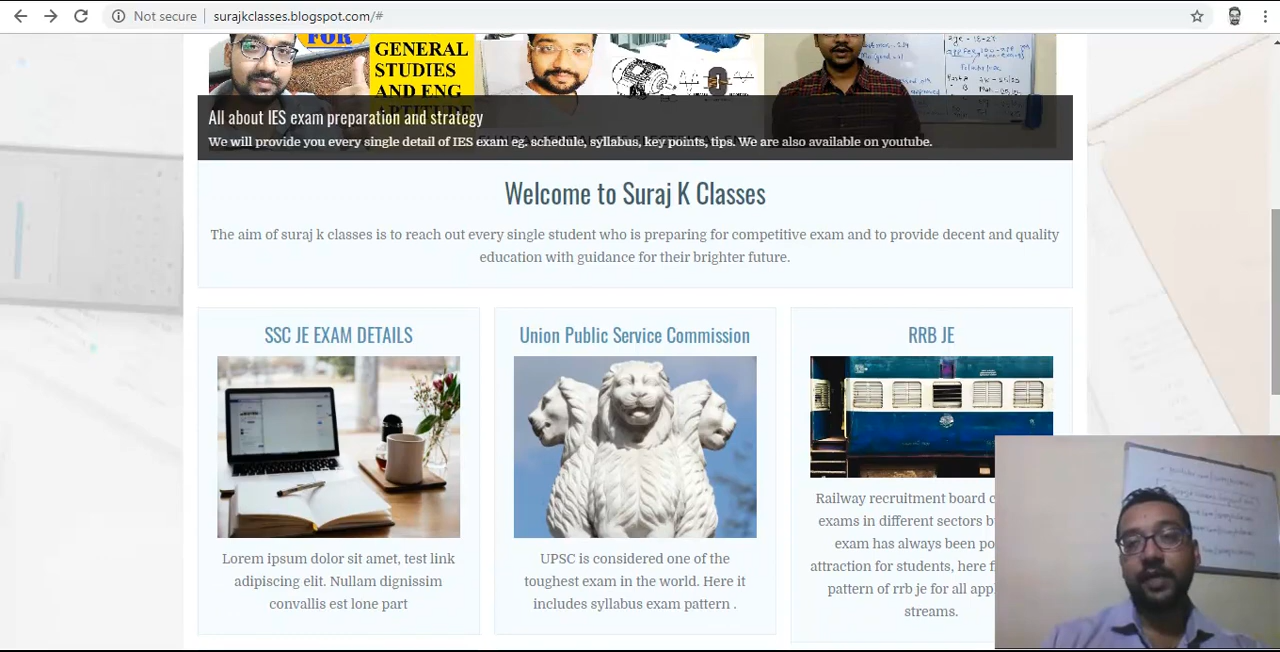 Not secure | surajkclasses.blogspot.com/#
FOR
GENERAL
STUDIES
AND ENG
All about IES exam preparation and strategy
We will provide you every single detail of IES exam eg. schedule, syllabus, key points, tips. We are also available on youtube.
Welcome to Suraj K Classes
The aim of suraj k classes is to reach out every single student who is preparing for competitive exam and to provide decent and quality
education with guidance for their brighter future.
SSC JE EXAM DETAILS
Lorem ipsum dolor sit amet, test link
adipiscing elit. Nullam dignissim
convallis est lone part
Union Public Service Commission
UPSC is considered one of the
toughest exam in the world. Here it
includes syllabus exam pattern .
RRB JE
Railway recruitment board c
exams in different sectors b
exam has always been po
attraction for students, here f
pattern of rrb je for all app
streams.